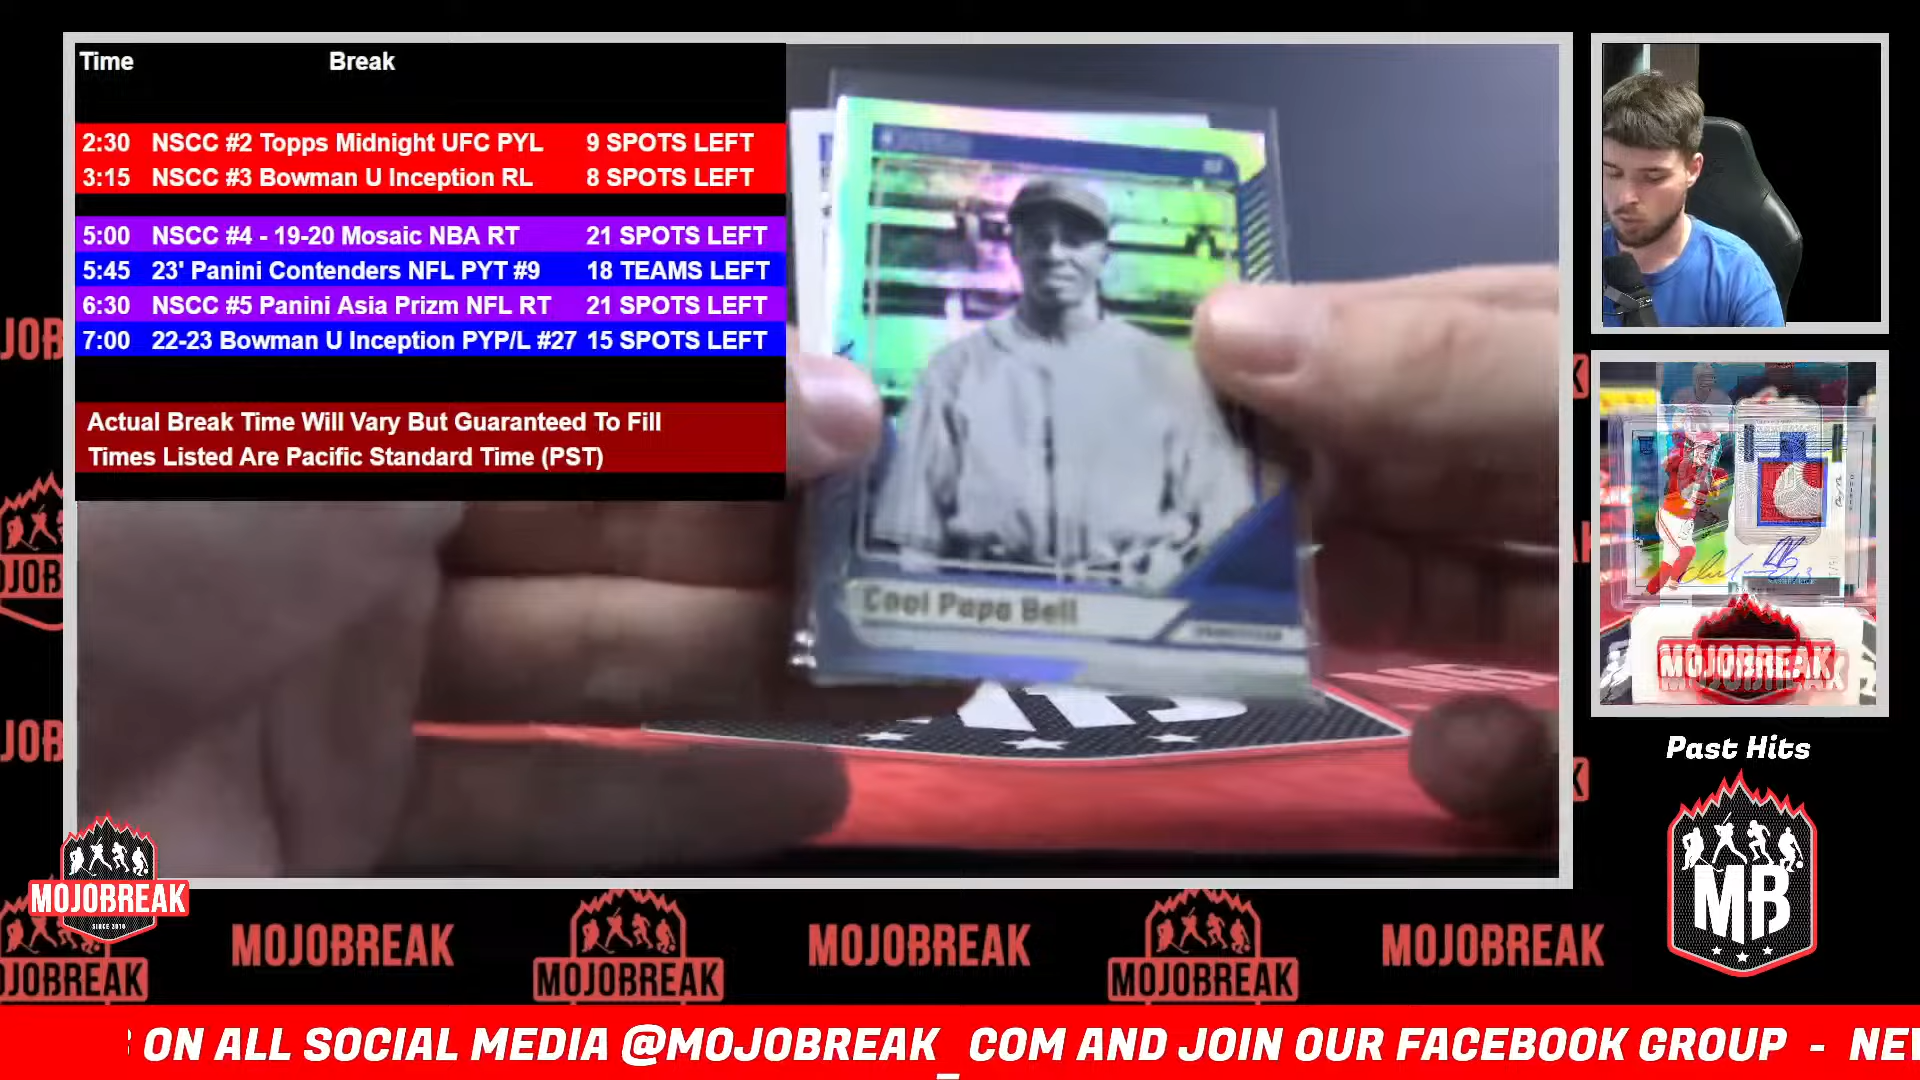 Time Break
2:30 NSCC #2 Topps Midnight UFC PYL 9 SPOTS LEFT
3:15 NSCC #3 Bowman U Inception RL 8 SPOTS LEFT
5:00 NSCC #4 - 19-20 Mosaic NBA RT 21 SPOTS LEFT
5:45 23' Panini Contenders NFL PYT #9 18 TEAMS LEFT
6:30 NSCC #5 Panini Asia Prizm NFL RT 21 SPOTS LEFT
7:00 22-23 Bowman U Inception PYP/L #27 15 SPOTS LEFT
Actual Break Time Will Vary But Guaranteed To Fill
Times Listed Are Pacific Standard Time (PST)
Cool Papa Bell
MOJOBREAK
Past Hits
MB
MOJOBREAK
SINCE 2010
MOJOBREAK
MOJOBREAK
MOJOBREAK
MOJOBREAK
MOJOBREAK
ON ALL SOCIAL MEDIA @MOJOBREAK_COM AND JOIN OUR FACEBOOK GROUP -